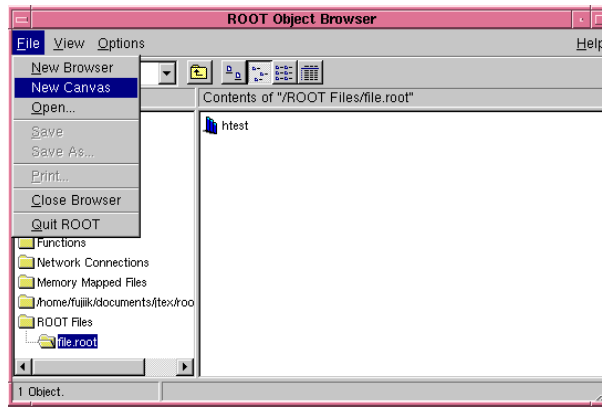 ROOT Object Browser
File View Options Help
New Browser
New Canvas
Open...
Save
Save As...
Print...
Close Browser
Quit ROOT
Contents of "/ROOT Files/file.root"
htest
Functions
Network Connections
Memory Mapped Files
/home/fujiik/documents/jtex/roo
ROOT Files
file.root
1 Object.